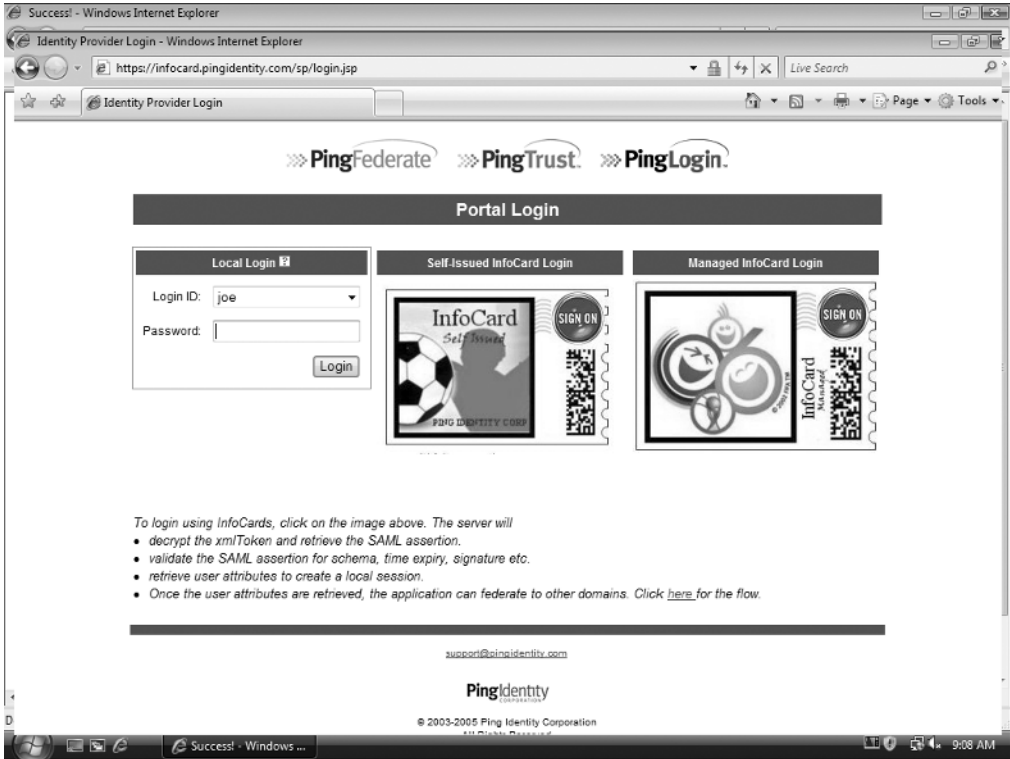 Success! - Windows Internet Explorer
Identity Provider Login - Windows Internet Explorer
https://infocard.pingidentity.com/sp/login.jsp
Live Search
Identity Provider Login
Page
Tools
PingFederate
PingTrust
PingLogin
Portal Login
Local Login ?
Login ID: joe
Password:
Login
Self-Issued InfoCard Login
InfoCard
Self Issued
SIGN ON
PING IDENTITY CORP
Managed InfoCard Login
SIGN ON
InfoCard
Managed
To login using InfoCards, click on the image above. The server will
• decrypt the xmlToken and retrieve the SAML assertion.
• validate the SAML assertion for schema, time expiry, signature etc.
• retrieve user attributes to create a local session.
• Once the user attributes are retrieved, the application can federate to other domains. Click here for the flow.
support@pingidentity.com
PingIdentity
CORPORATION
© 2003-2005 Ping Identity Corporation
All Rights Reserved
Success! - Windows ...
9:08 AM